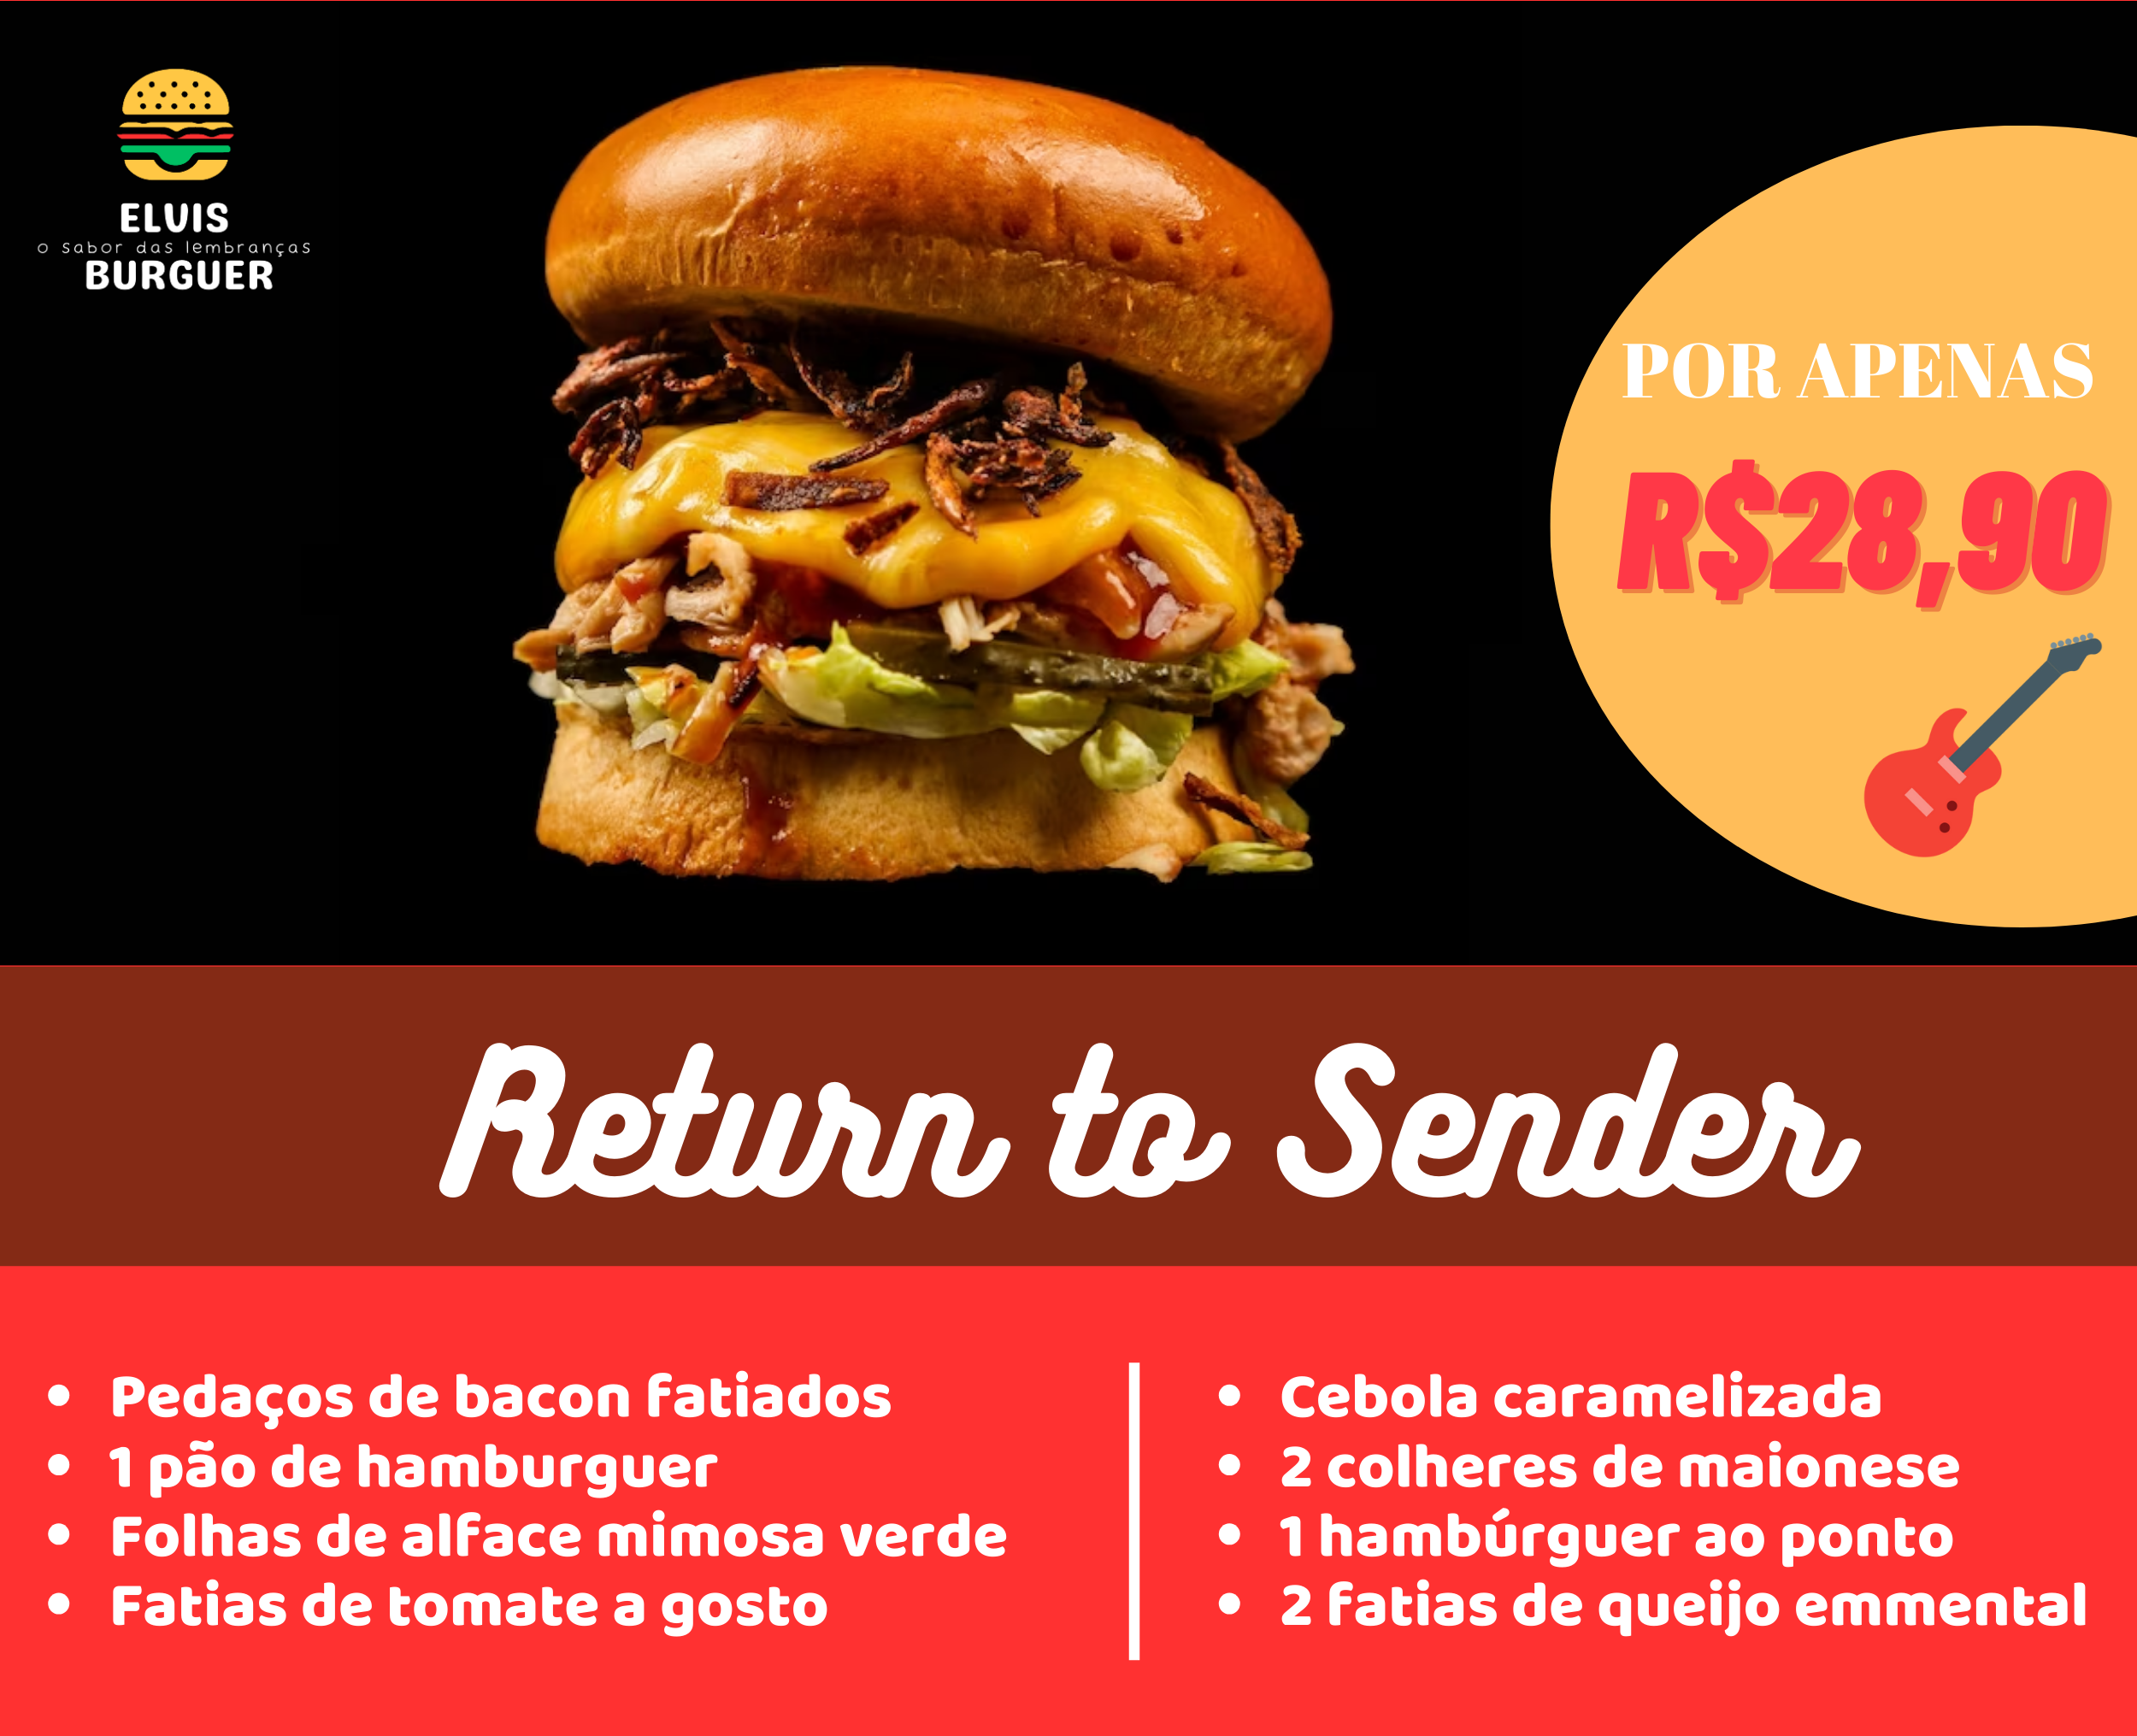 ELVIS
o sabor das lembranças
BURGUER
POR APENAS
R$28,90
Return to Sender
Pedaços de bacon fatiados
1 pão de hamburguer
Folhas de alface mimosa verde
Fatias de tomate a gosto
Cebola caramelizada
2 colheres de maionese
1 hambúrguer ao ponto
2 fatias de queijo emmental